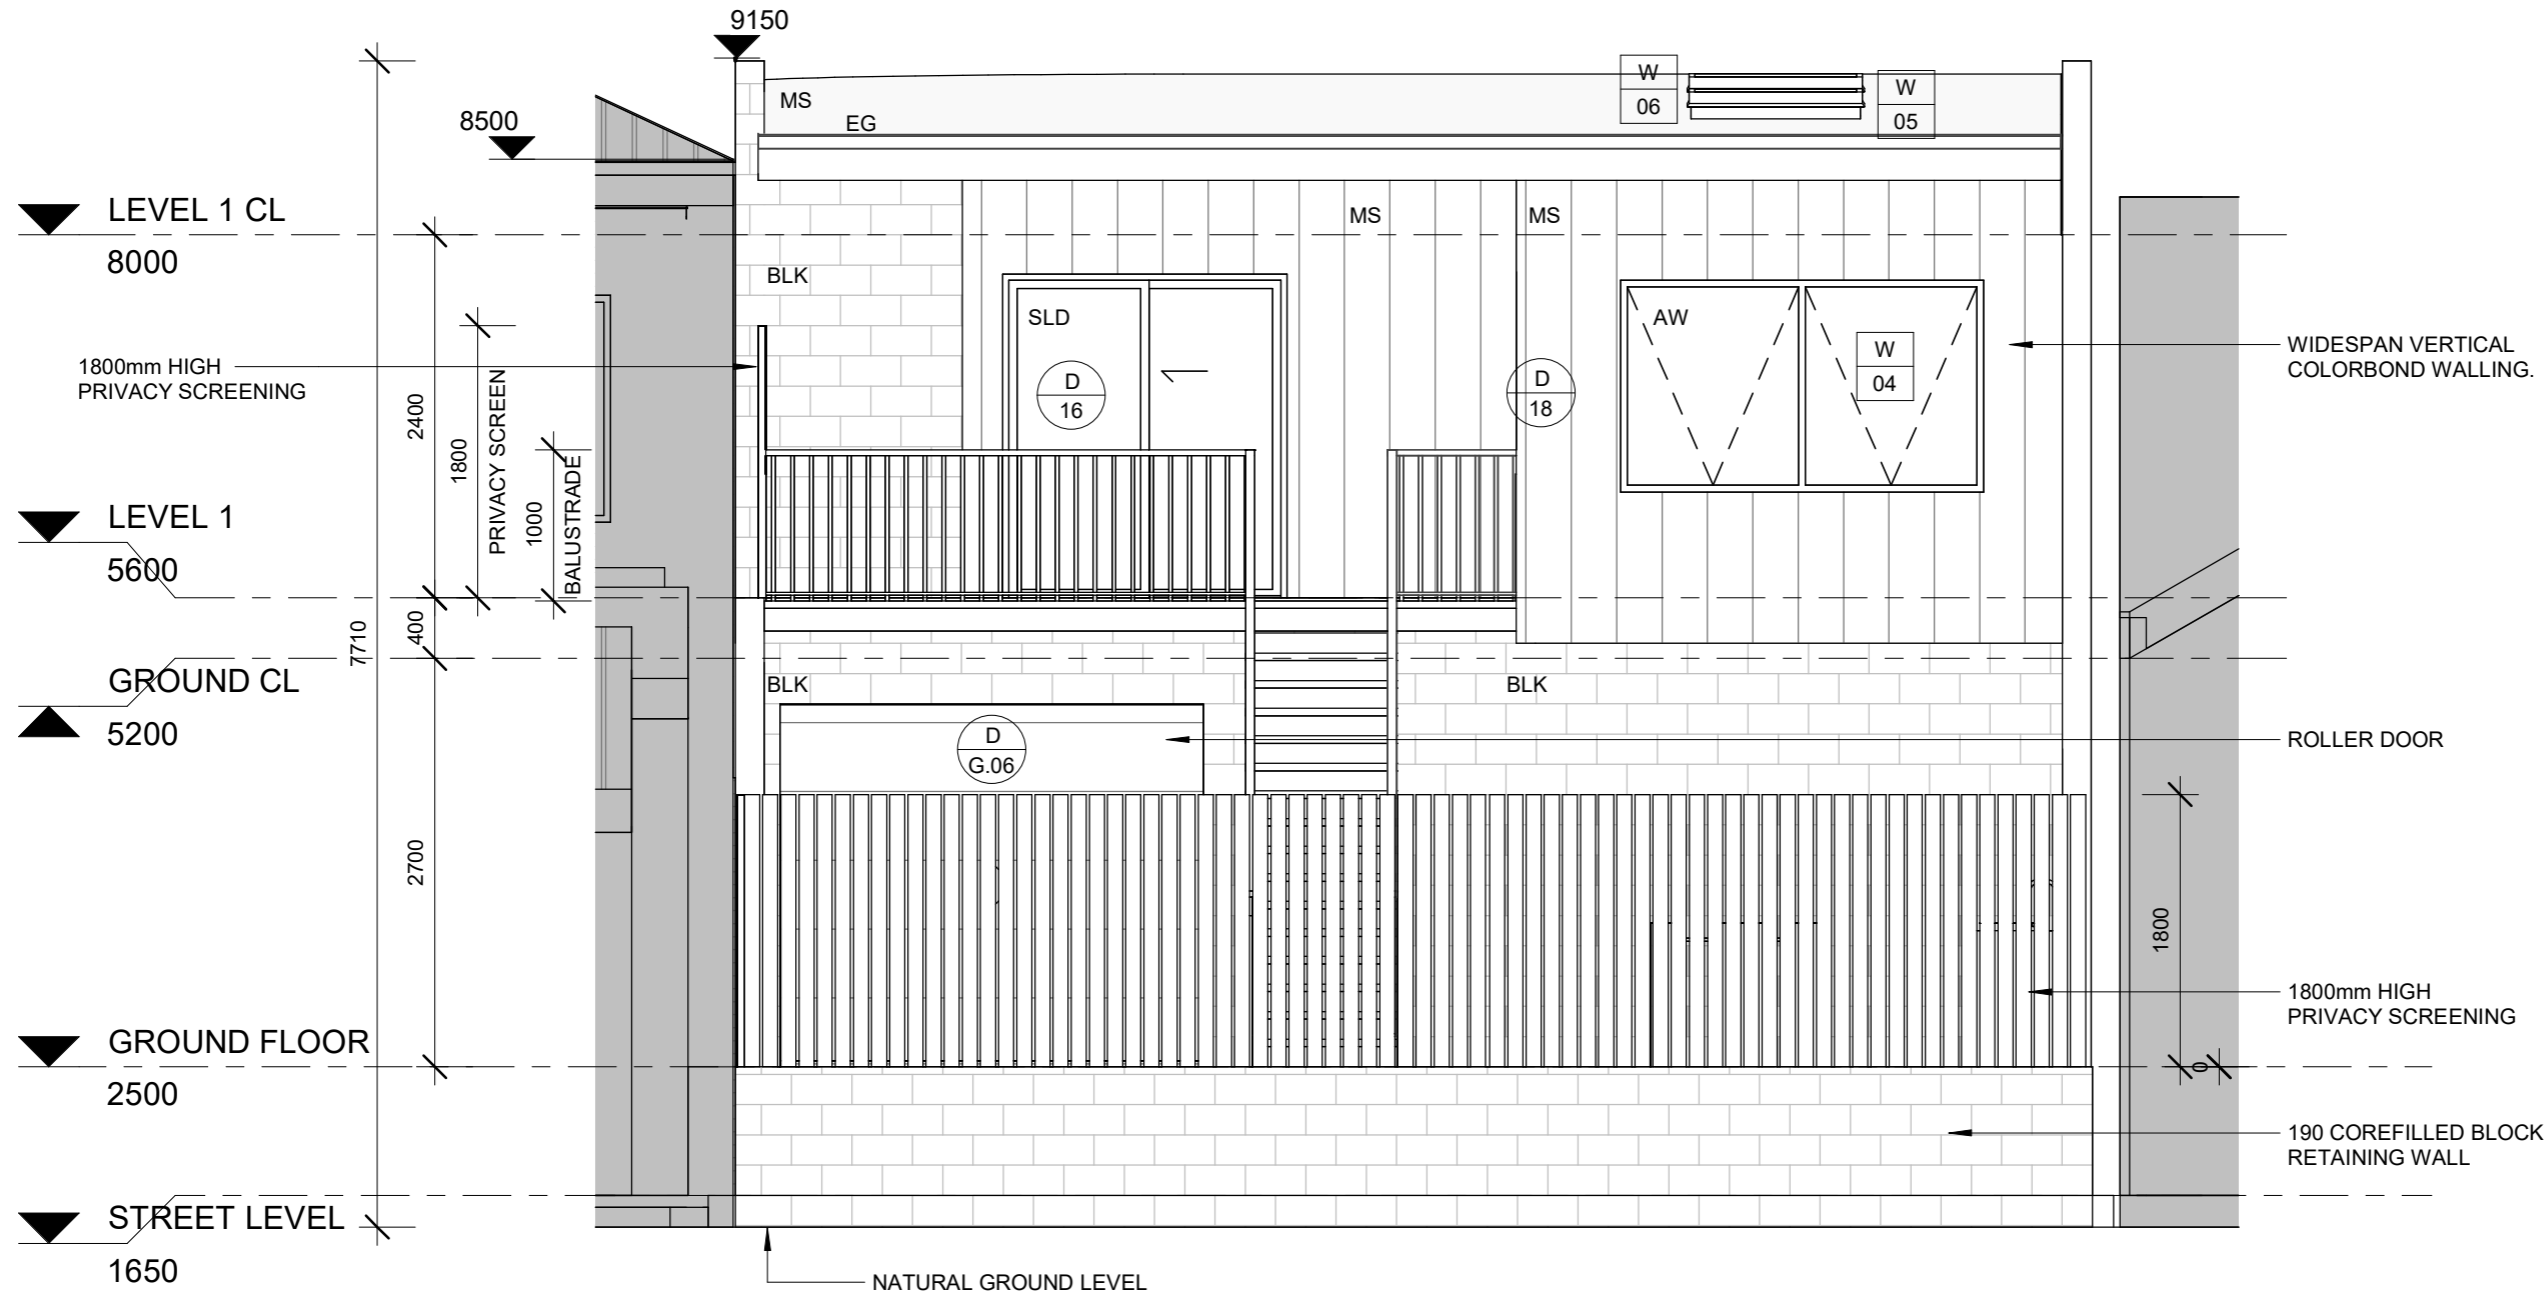 9150
8500
MS
EG
W
06
W
05
LEVEL 1 CL
8000
MS
MS
BLK
SLD
AW
D
16
D
18
W
04
1800mm HIGH
PRIVACY SCREENING
WIDESPAN VERTICAL
COLORBOND WALLING.
2400
1800
PRIVACY SCREEN
1000
BALUSTRADE
LEVEL 1
5600
400
7710
GROUND CL
5200
BLK
BLK
D
G.06
ROLLER DOOR
2700
1800
1800mm HIGH
PRIVACY SCREENING
GROUND FLOOR
2500
0
190 COREFILLED BLOCK
RETAINING WALL
STREET LEVEL
1650
NATURAL GROUND LEVEL